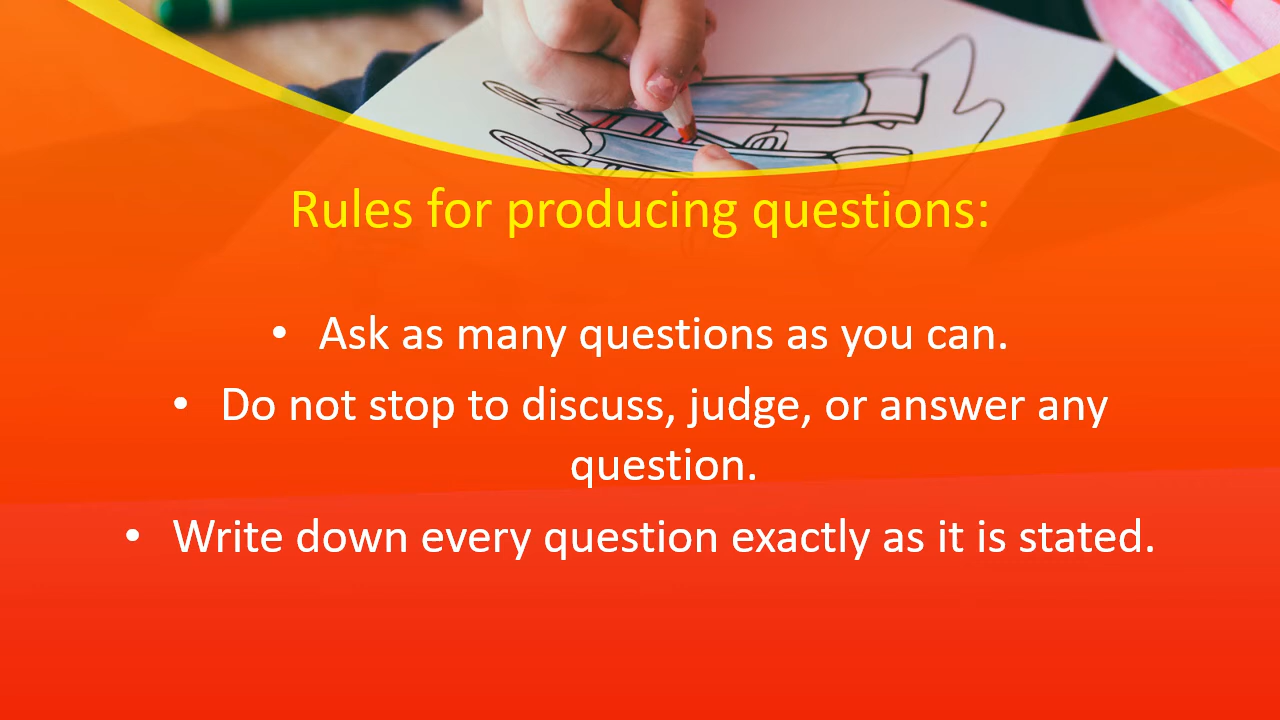 Rules for producing questions:
• Ask as many questions as you can.
• Do not stop to discuss, judge, or answer any
question.
• Write down every question exactly as it is stated.